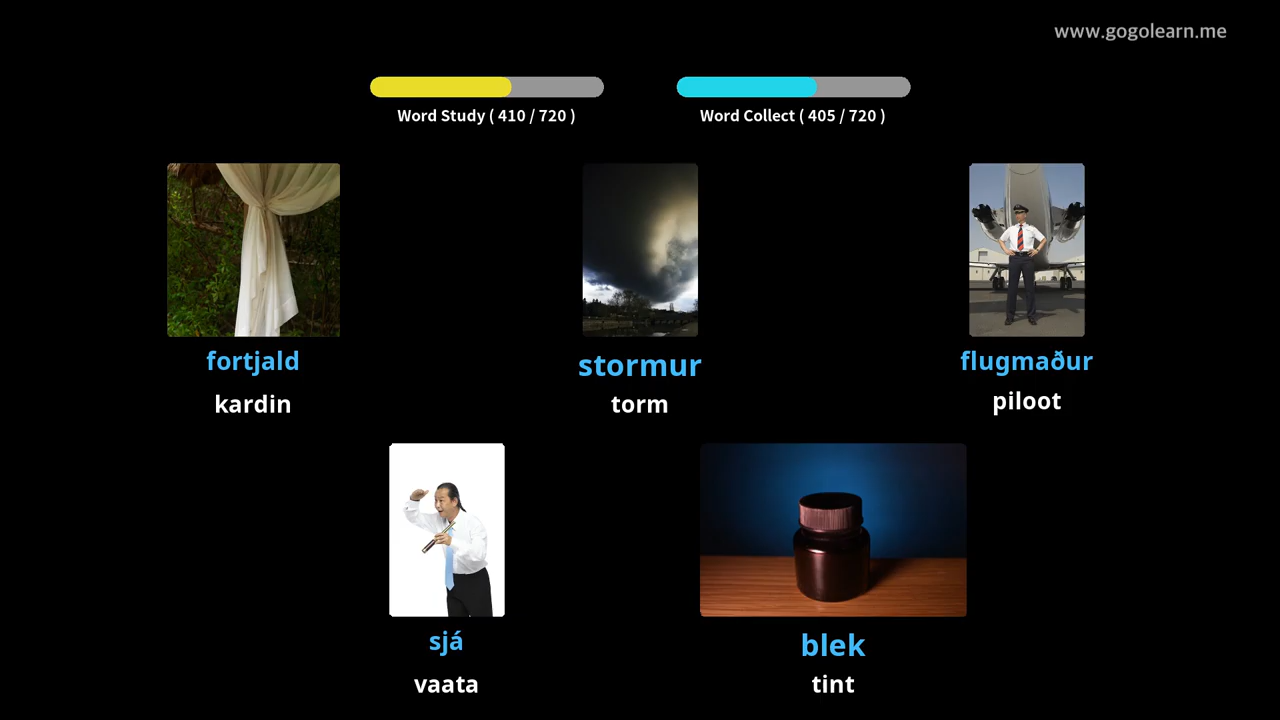 www.gogolearn.me
Word Study ( 410 / 720 )
Word Collect ( 405 / 720 )
fortjald
kardin
stormur
torm
flugmaður
piloot
sjá
vaata
blek
tint